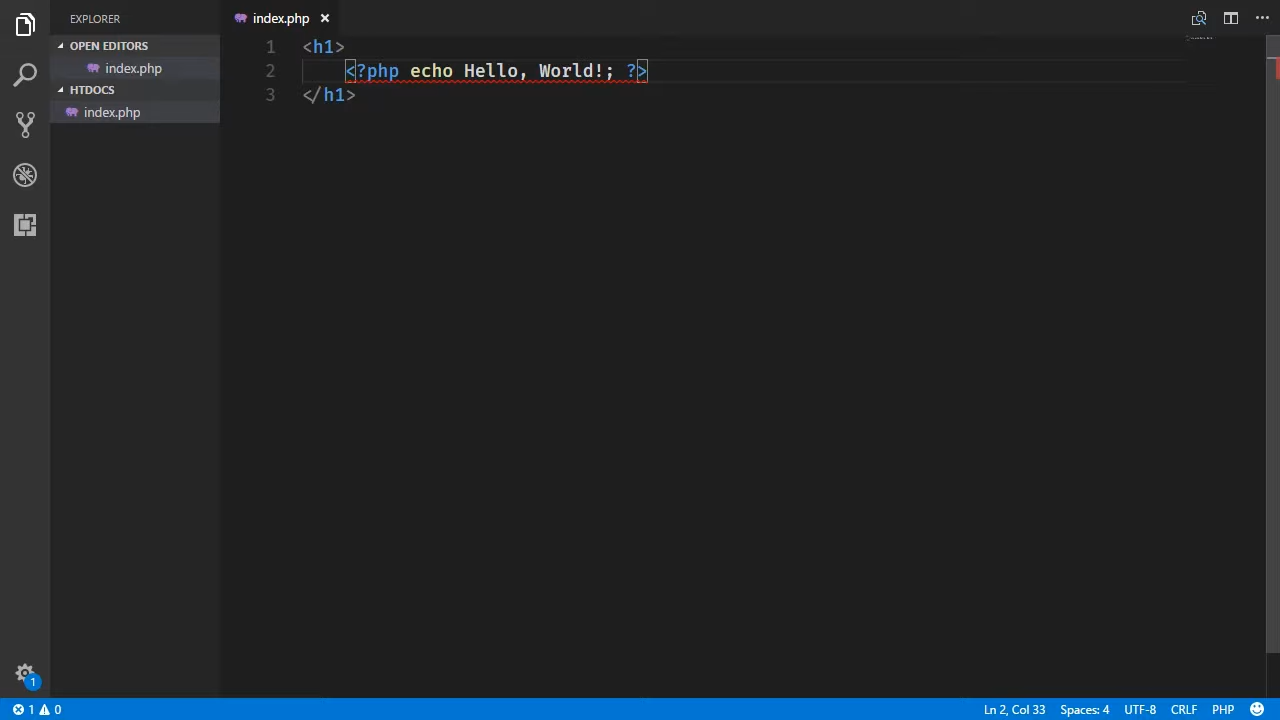 EXPLORER
OPEN EDITORS
index.php
HTDOCS
index.php
index.php
1 <h1>
2 <?php echo Hello, World!; ?>
3 </h1>
1
1 0
Ln 2, Col 33 Spaces: 4 UTF-8 CRLF PHP